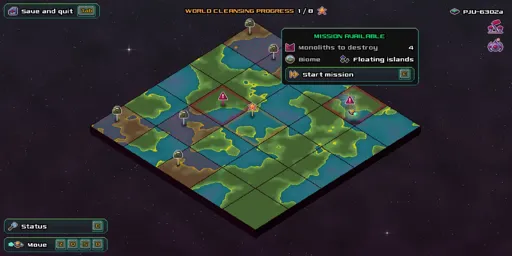 Save and quit Tab
WORLD CLEANSING PROGRESS 1/8
PJU-6302a
MISSION AVAILABLE
Monoliths to destroy 4
Biome Floating islands
Start mission
Status
Move